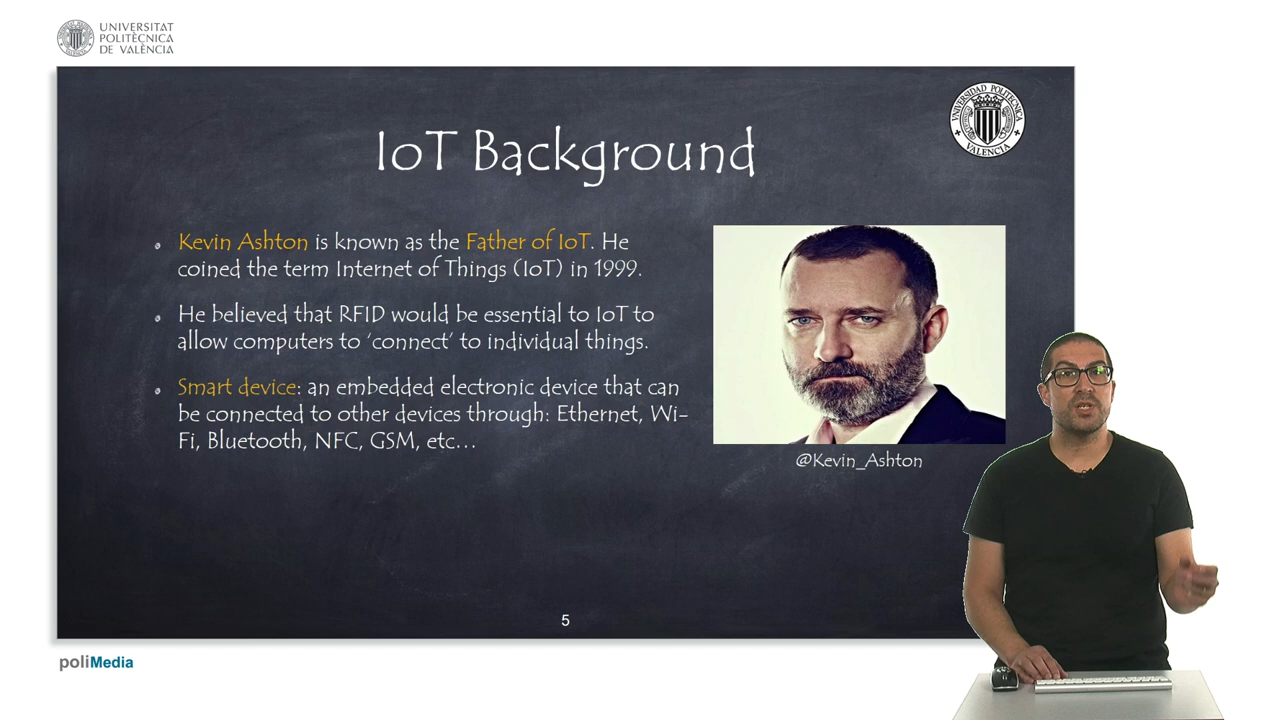 UNIVERSITAT
POLITÈCNICA
DE VALÈNCIA
UNIVERSIDAD POLITECNICA
VALENCIA
IoT Background
Kevin Ashton is known as the Father of IoT. He
coined the term Internet of Things (IoT) in 1999.
He believed that RFID would be essential to IoT to
allow computers to ‘connect’ to individual things.
Smart device: an embedded electronic device that can
be connected to other devices through: Ethernet, Wi-
Fi, Bluetooth, NFC, GSM, etc…
@Kevin_Ashton
5
poliMedia